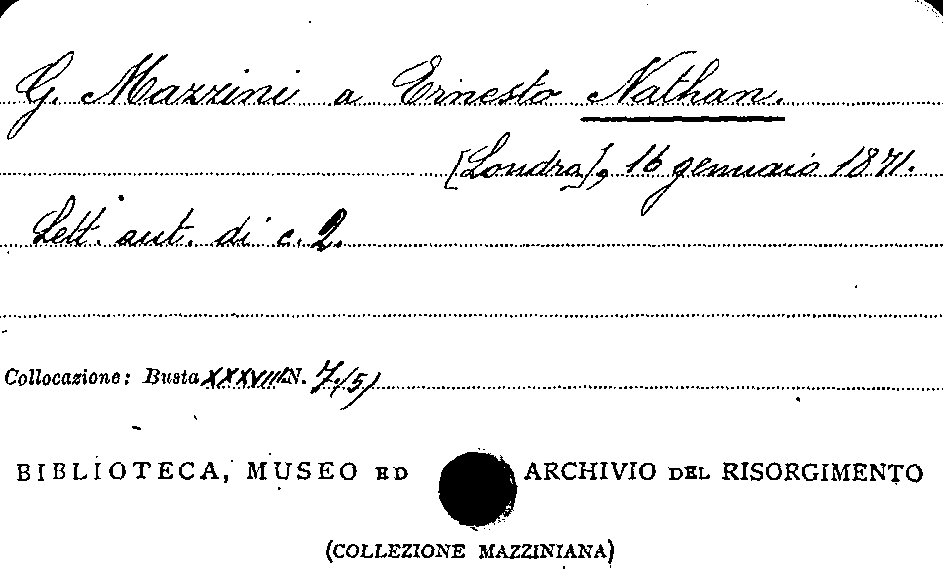 G. Mazzini a Ernesto Nathan.
[Londra], 16 gennaio 1871.
Lett. aut. di c. 2.
Collocazione: Busta XXXVIII N. 7(5)
BIBLIOTECA, MUSEO ED ARCHIVIO DEL RISORGIMENTO
(COLLEZIONE MAZZINIANA)